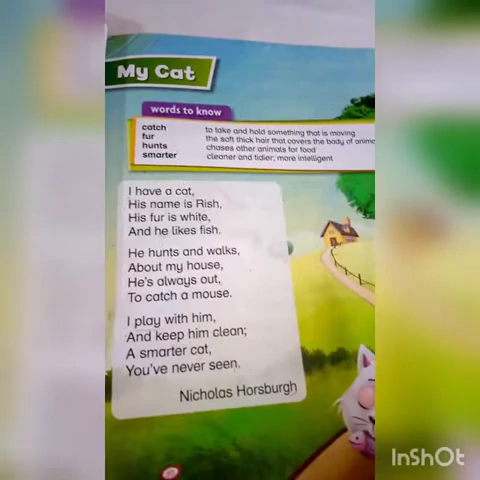 My Cat
words to know
catch to take and hold something that is moving
fur the soft thick hair that covers the body of
hunts chases other animals for food
smarter cleaner and tidier; more intelligent
I have a cat,
His name is Rish,
His fur is white,
And he likes fish.
He hunts and walks,
About my house,
He's always out,
To catch a mouse.
I play with him,
And keep him clean;
A smarter cat,
You've never seen.
Nicholas Horsburgh
InShOt